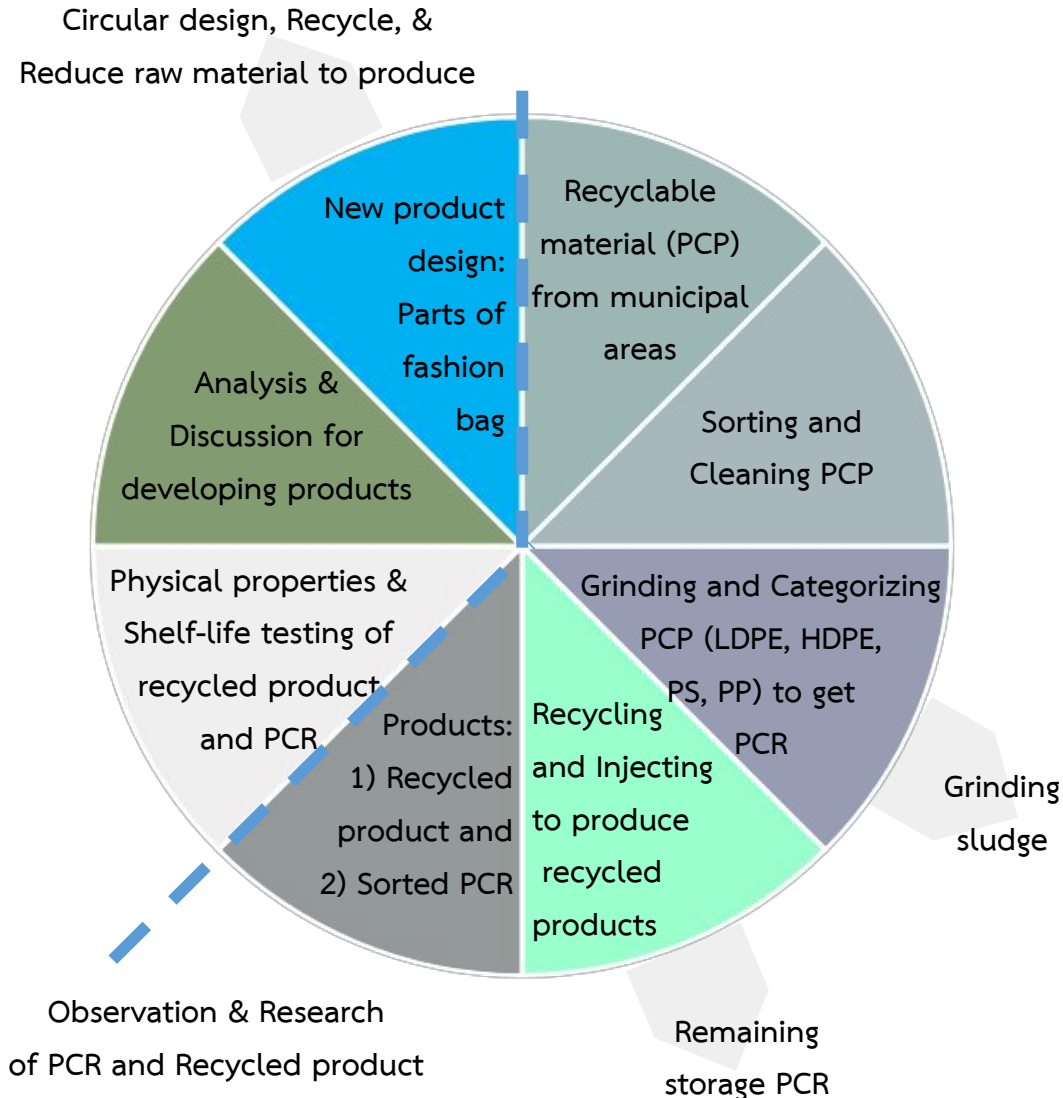 Circular design, Recycle, &
Reduce raw material to produce
New product
design:
Parts of
fashion
bag
Recyclable
material (PCP)
from municipal
areas
Sorting and
Cleaning PCP
Grinding and Categorizing
PCP (LDPE, HDPE,
PS, PP) to get
PCR
Grinding
sludge
Recycling
and Injecting
to produce
recycled
products
Remaining
storage PCR
Products:
1) Recycled
product and
2) Sorted PCR
Observation & Research
of PCR and Recycled product
Physical properties &
Shelf-life testing of
recycled product
and PCR
Analysis &
Discussion for
developing products